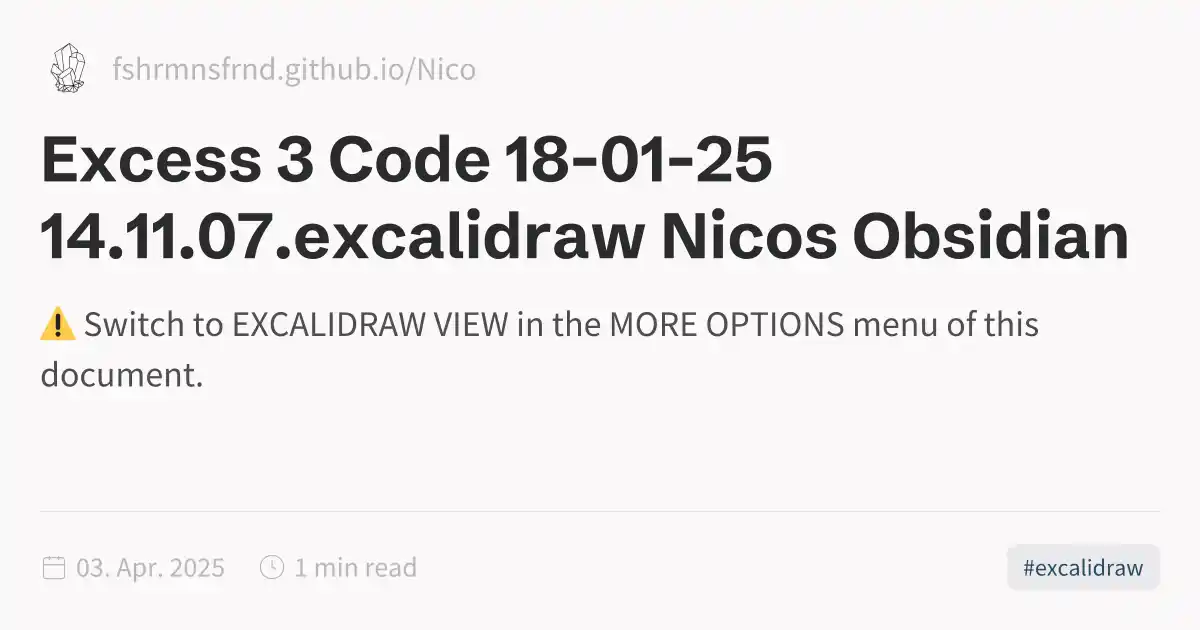 fshrmnsfrnd.github.io/Nico
Excess 3 Code 18-01-25
14.11.07.excalidraw Nicos Obsidian
⚠️ Switch to EXCALIDRAW VIEW in the MORE OPTIONS menu of this
document.
03. Apr. 2025 1 min read #excalidraw